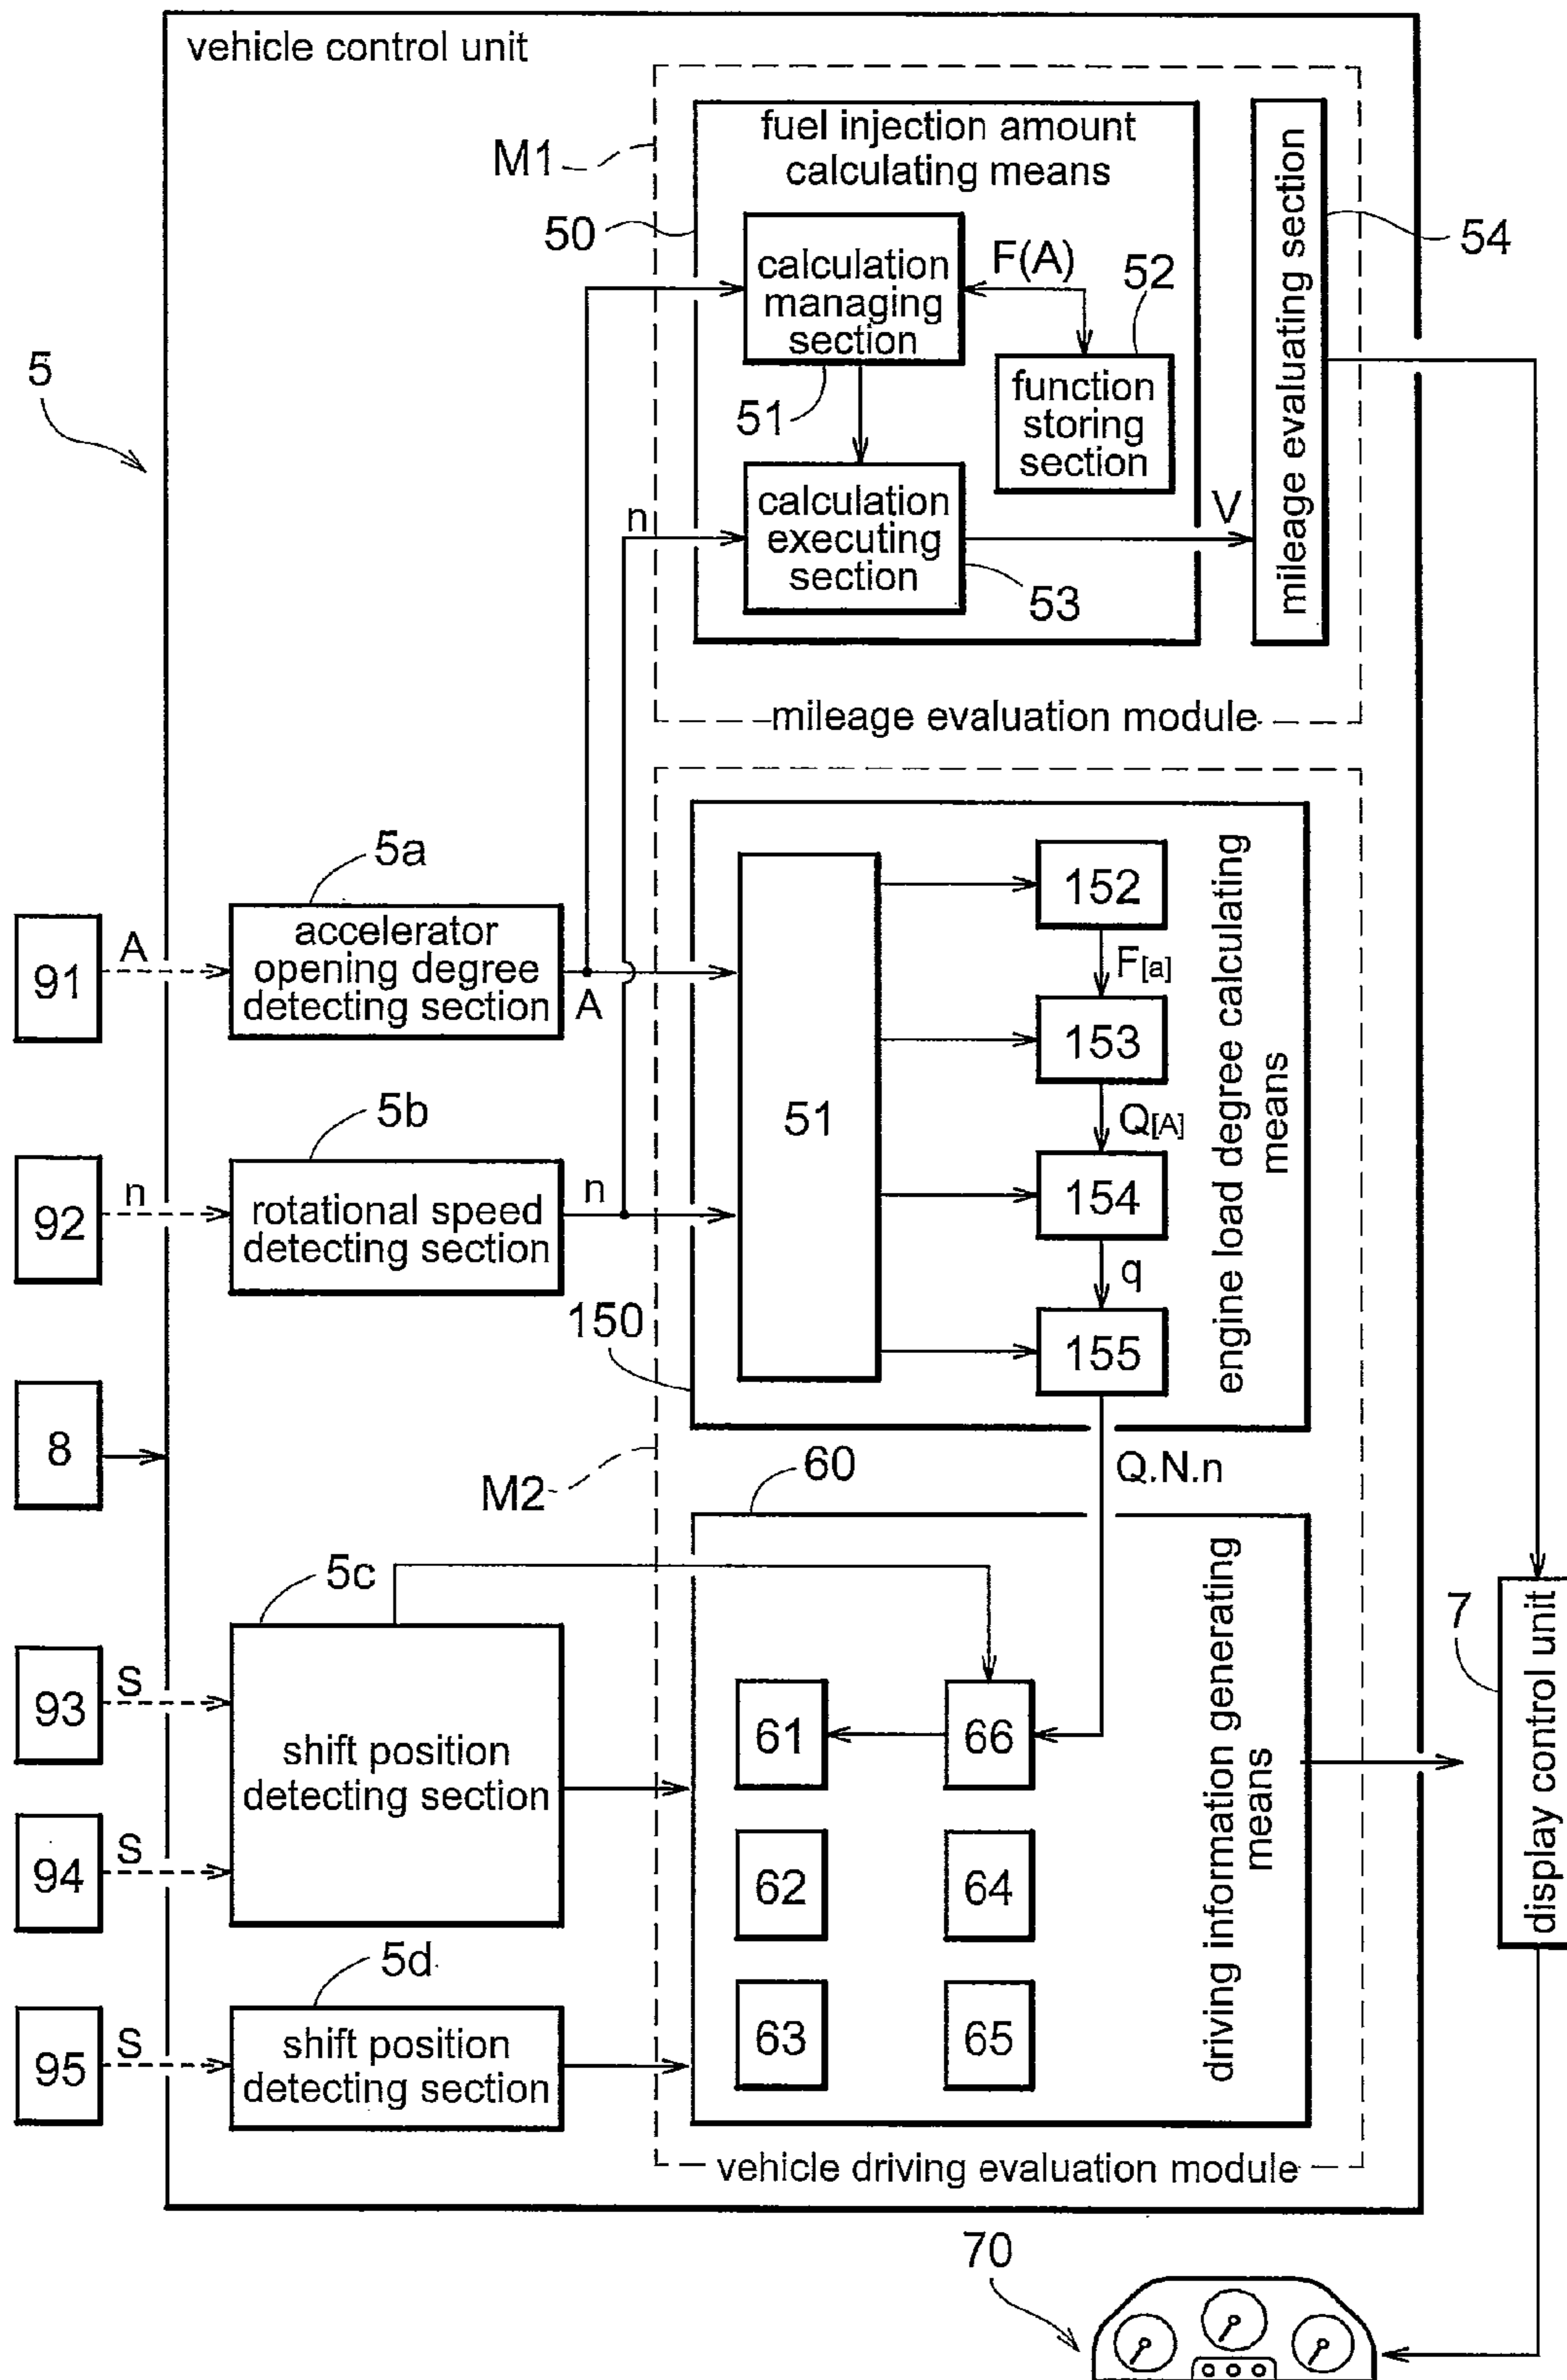 vehicle control unit
M1
fuel injection amount
calculating means
50
calculation
managing
section
F(A)
52
51
function
storing
section
54
mileage evaluating section
5
n
calculation
executing
section
53
V
mileage evaluation module
5a
91
A
accelerator
opening degree
detecting section
A
152
F[a]
153
51
Q[A]
154
q
155
engine load degree calculating
means
5b
92
n
rotational speed
detecting section
n
150
8
M2
Q.N.n
60
5c
93
S
94
S
shift position
detecting section
61
66
62
64
63
65
driving information generating
means
7
display control unit
5d
95
S
shift position
detecting section
vehicle driving evaluation module
70